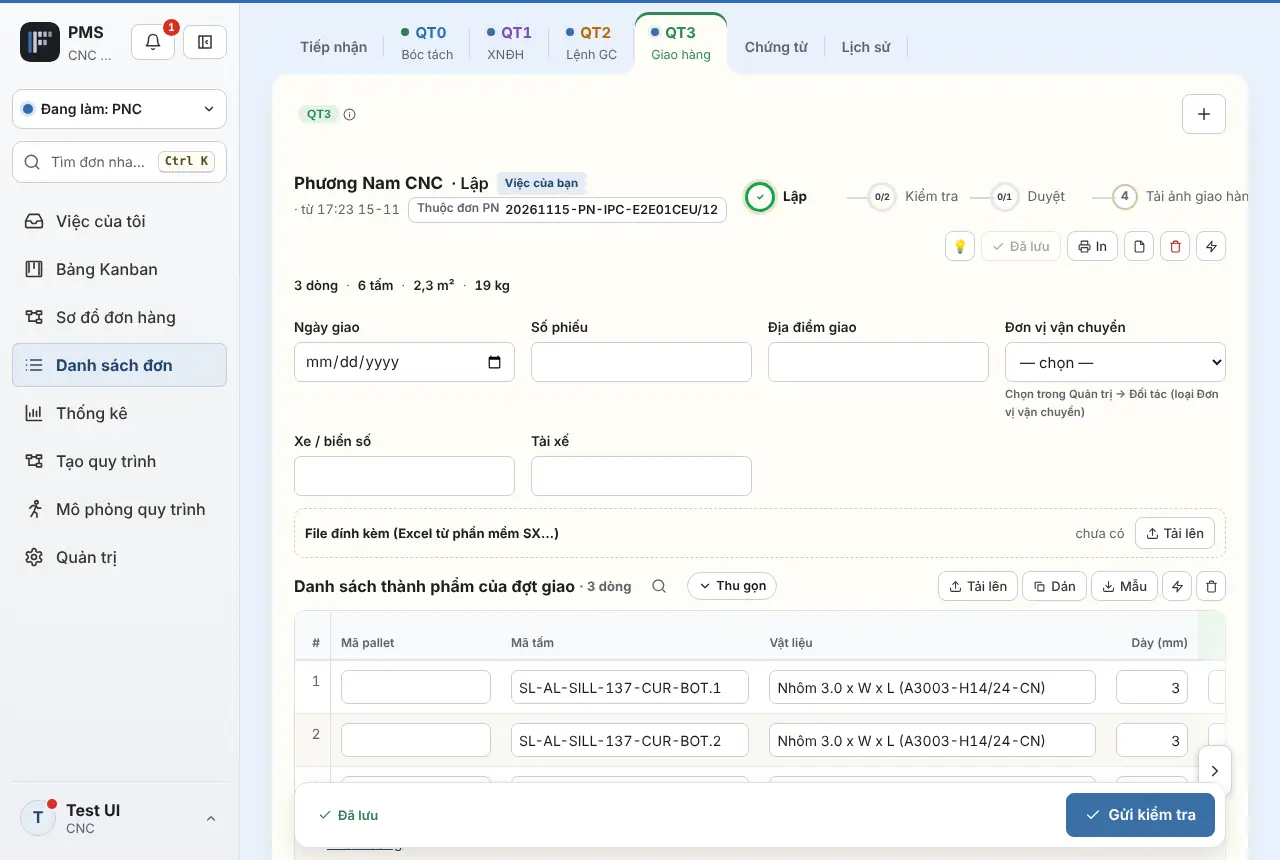 PMS
CNC ...
1
Đang làm: PNC
Tìm đơn nha... Ctrl K
Việc của tôi
Bảng Kanban
Sơ đồ đơn hàng
Danh sách đơn
Thống kê
Tạo quy trình
Mô phỏng quy trình
Quản trị
T
Test UI
CNC
Tiếp nhận
QT0
Bóc tách
QT1
XNĐH
QT2
Lệnh GC
QT3
Giao hàng
Chứng từ
Lịch sử
QT3
Phương Nam CNC · Lập Việc của bạn
· từ 17:23 15-11 Thuộc đơn PN 20261115-PN-IPC-E2E01CEU/12
Lập
0/2 Kiểm tra
0/1 Duyệt
4 Tải ảnh giao hàn
Đã lưu
In
3 dòng · 6 tấm · 2,3 m² · 19 kg
Ngày giao
mm/dd/yyyy
Số phiếu
Địa điểm giao
Đơn vị vận chuyển
— chọn —
Chọn trong Quản trị → Đối tác (loại Đơn
vị vận chuyển)
Xe / biển số
Tài xế
File đính kèm (Excel từ phần mềm SX...) chưa có Tải lên
Danh sách thành phẩm của đợt giao · 3 dòng Thu gọn Tải lên Dán Mẫu
# Mã pallet Mã tấm Vật liệu Dày (mm)
1 SL-AL-SILL-137-CUR-BOT.1 Nhôm 3.0 x W x L (A3003-H14/24-CN) 3
2 SL-AL-SILL-137-CUR-BOT.2 Nhôm 3.0 x W x L (A3003-H14/24-CN) 3
Đã lưu
Gửi kiểm tra